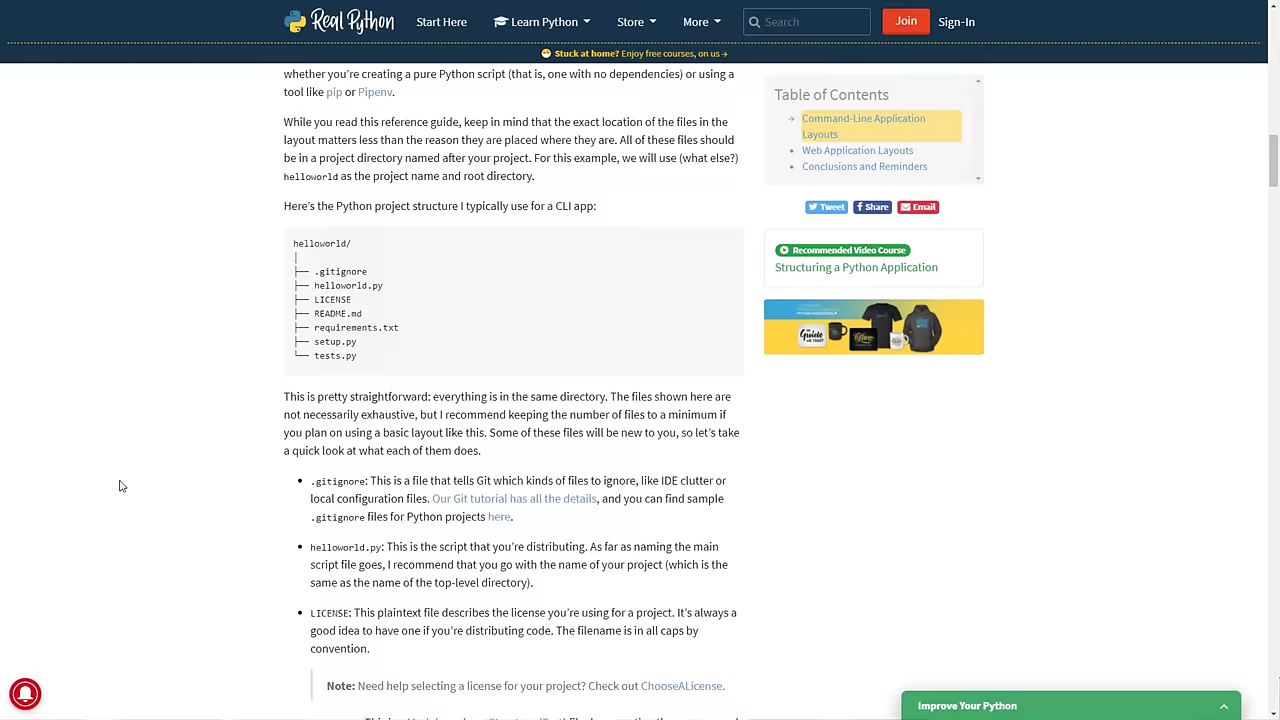 Real Python
Start Here
Learn Python
Store
More
Search
Join
Sign-In
Stuck at home? Enjoy free courses, on us →
whether you're creating a pure Python script (that is, one with no dependencies) or using a
tool like pip or Pipenv.
While you read this reference guide, keep in mind that the exact location of the files in the
layout matters less than the reason they are placed where they are. All of these files should
be in a project directory named after your project. For this example, we will use (what else?)
helloworld as the project name and root directory.
Here's the Python project structure I typically use for a CLI app:
helloworld/
│
├── .gitignore
├── helloworld.py
├── LICENSE
├── README.md
├── requirements.txt
├── setup.py
└── tests.py
This is pretty straightforward: everything is in the same directory. The files shown here are
not necessarily exhaustive, but I recommend keeping the number of files to a minimum if
you plan on using a basic layout like this. Some of these files will be new to you, so let's take
a quick look at what each of them does.
• .gitignore: This is a file that tells Git which kinds of files to ignore, like IDE clutter or
local configuration files. Our Git tutorial has all the details, and you can find sample
.gitignore files for Python projects here.
• helloworld.py: This is the script that you're distributing. As far as naming the main
script file goes, I recommend that you go with the name of your project (which is the
same as the name of the top-level directory).
• LICENSE: This plaintext file describes the license you're using for a project. It's always a
good idea to have one if you're distributing code. The filename is in all caps by
convention.
Note: Need help selecting a license for your project? Check out ChooseALicense.
Table of Contents
→ Command-Line Application
Layouts
• Web Application Layouts
• Conclusions and Reminders
Tweet
Share
Email
Recommended Video Course
Structuring a Python Application
Improve Your Python